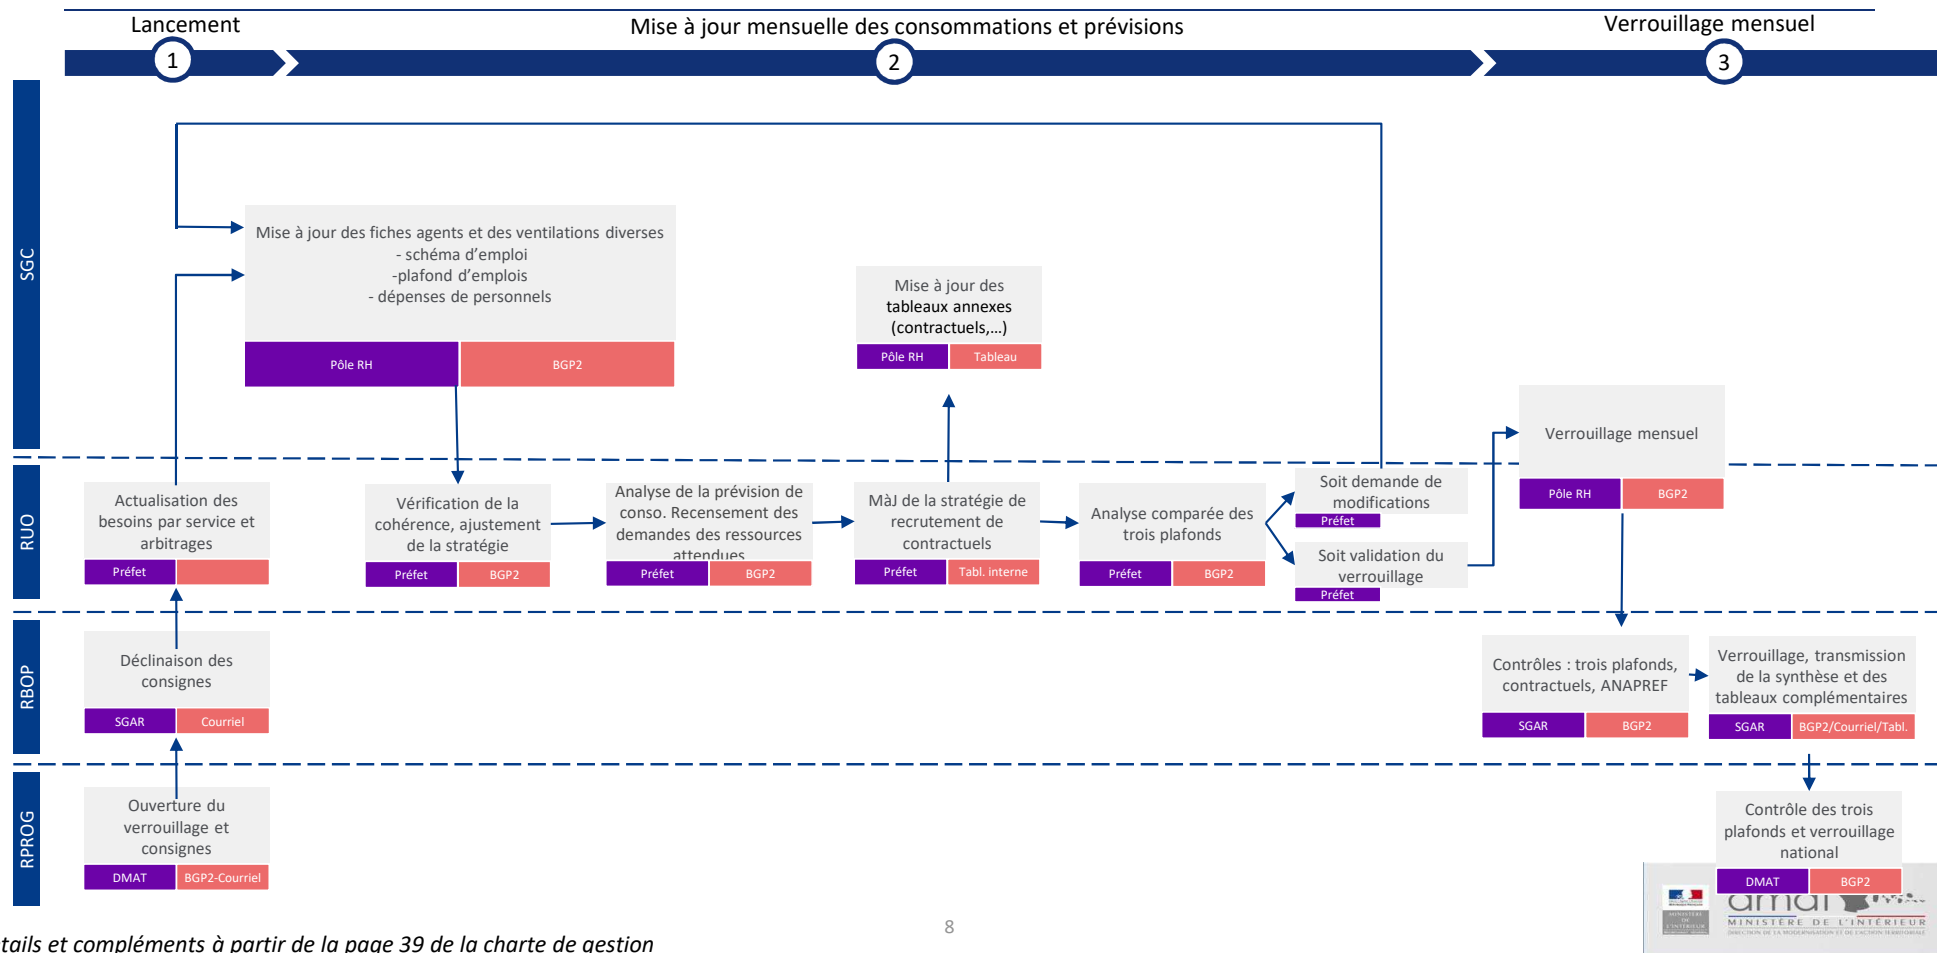 Lancement
Mise à jour mensuelle des consommations et prévisions
Verrouillage mensuel
1
2
3
SGC
Mise à jour des fiches agents et des ventilations diverses
- schéma d'emploi
-plafond d'emplois
- dépenses de personnels
Pôle RH
BGP2
Mise à jour des
tableaux annexes
(contractuels,...)
Pôle RH
Tableau
Verrouillage mensuel
Pôle RH
BGP2
RUO
Actualisation des
besoins par service et
arbitrages
Préfet
Vérification de la
cohérence, ajustement
de la stratégie
Préfet
BGP2
Analyse de la prévision de
conso. Recensement des
demandes des ressources
attendues
Préfet
BGP2
MàJ de la stratégie de
recrutement de
contractuels
Préfet
Tabl. interne
Analyse comparée des
trois plafonds
Préfet
BGP2
Soit demande de
modifications
Préfet
Soit validation du
verrouillage
Préfet
RBOP
Déclinaison des
consignes
SGAR
Courriel
Contrôles : trois plafonds,
contractuels, ANAPREF
SGAR
BGP2
Verrouillage, transmission
de la synthèse et des
tableaux complémentaires
SGAR
BGP2/Courriel/Tabl.
RPROG
Ouverture du
verrouillage et
consignes
DMAT
BGP2-Courriel
Contrôle des trois
plafonds et verrouillage
national
DMAT
BGP2
MINISTÈRE DE L'INTÉRIEUR
DIRECTION DE LA MODERNISATION ET DE L'ACTION TERRITORIALE
8
tails et compléments à partir de la page 39 de la charte de gestion